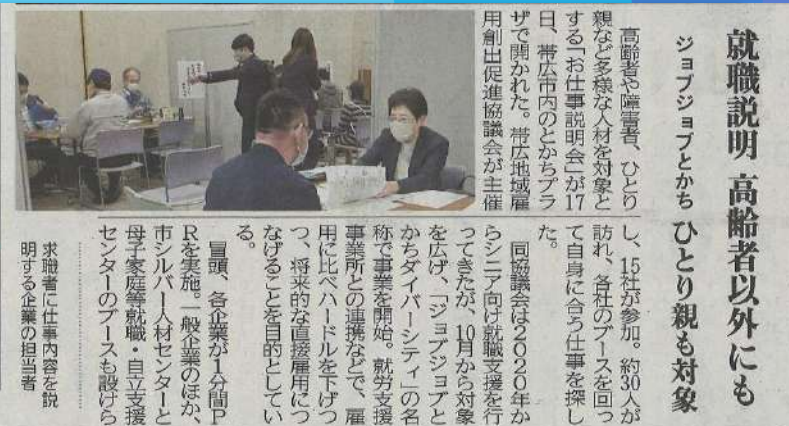 就職説明 高齢者以外にも
ジョブジョブとかち ひとり親も対象
高齢者や障害者、ひとり
親など多様な人材を対象と
する「お仕事説明会」が17
日、帯広市内のとかちプラ
ザで開かれた。帯広地域雇
用創出促進協議会が主催
し、15社が参加。約30人が
訪れ、各社のブースを回っ
て自身に合う仕事を探し
た。
同協議会は2020年か
らシニア向け就職支援を行
ってきたが、10月から対象
を広げ、「ジョブジョブと
かちダイバーシティ」の名
称で事業を開始。就労支援
事業所との連携などで、雇
用に比べハードルを下げつ
つ、将来的な直接雇用につ
なげることを目的としてい
る。
冒頭、各企業が1分間P
Rを実施。一般企業のほか、
市シルバー人材センターと
母子家庭等就職・自立支援
センターのブースも設けら
求職者に仕事内容を説
明する企業の担当者